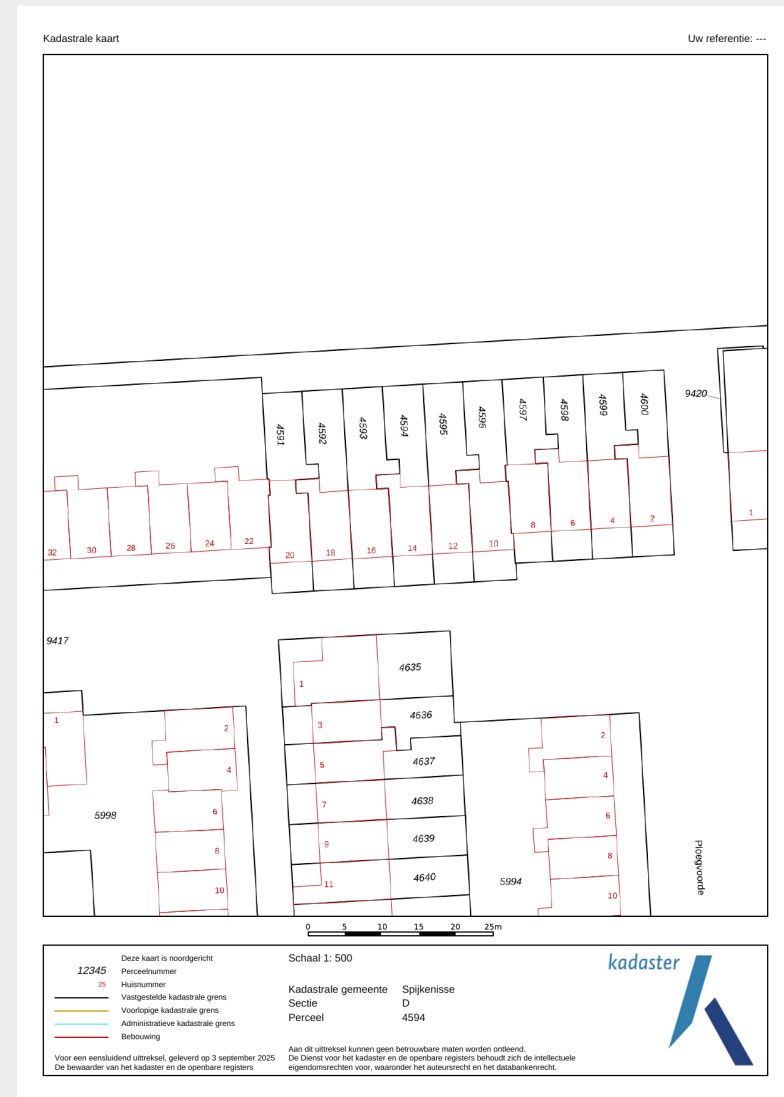 Kadastrale kaart
Uw referentie: ---
9420
4591
4592
4593
4594
4595
4596
4597
4598
4599
4600
32
30
28
26
24
22
20
18
16
14
12
10
8
6
4
2
1
9417
1
2
4
6
8
10
5998
1
3
5
7
9
11
4635
4636
4637
4638
4639
4640
2
4
6
8
10
5994
Ploegvoorde
0 5 10 15 20 25m
Deze kaart is noordgericht
12345 Perceelnummer
25 Huisnummer
Vastgestelde kadastrale grens
Voorlopige kadastrale grens
Administratieve kadastrale grens
Bebouwing
Voor een eensluidend uittreksel, geleverd op 3 september 2025
De bewaarder van het kadaster en de openbare registers
Schaal 1: 500
Kadastrale gemeente Spijkenisse
Sectie D
Perceel 4594
Aan dit uittreksel kunnen geen betrouwbare maten worden ontleend.
De Dienst voor het kadaster en de openbare registers behoudt zich de intellectuele
eigendomsrechten voor, waaronder het auteursrecht en het databankenrecht.
kadaster